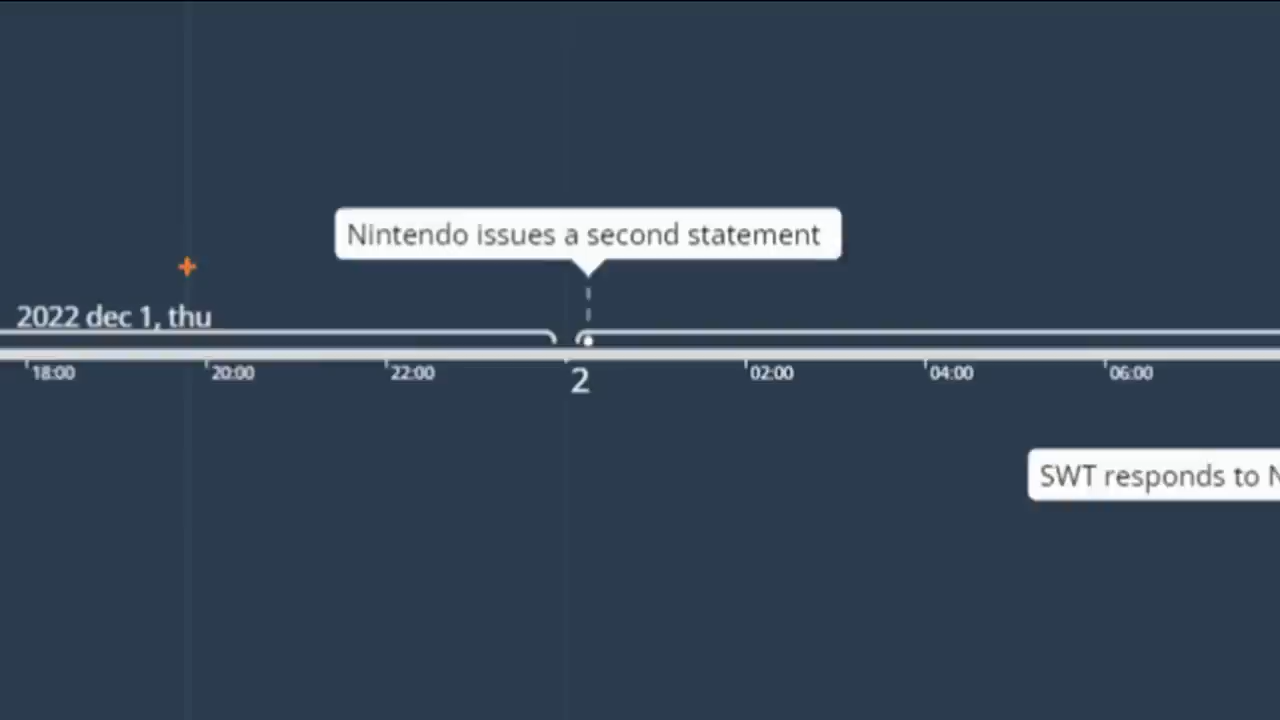 Nintendo issues a second statement
2022 dec 1, thu
18:00 20:00 22:00 2 02:00 04:00 06:00
SWT responds to N